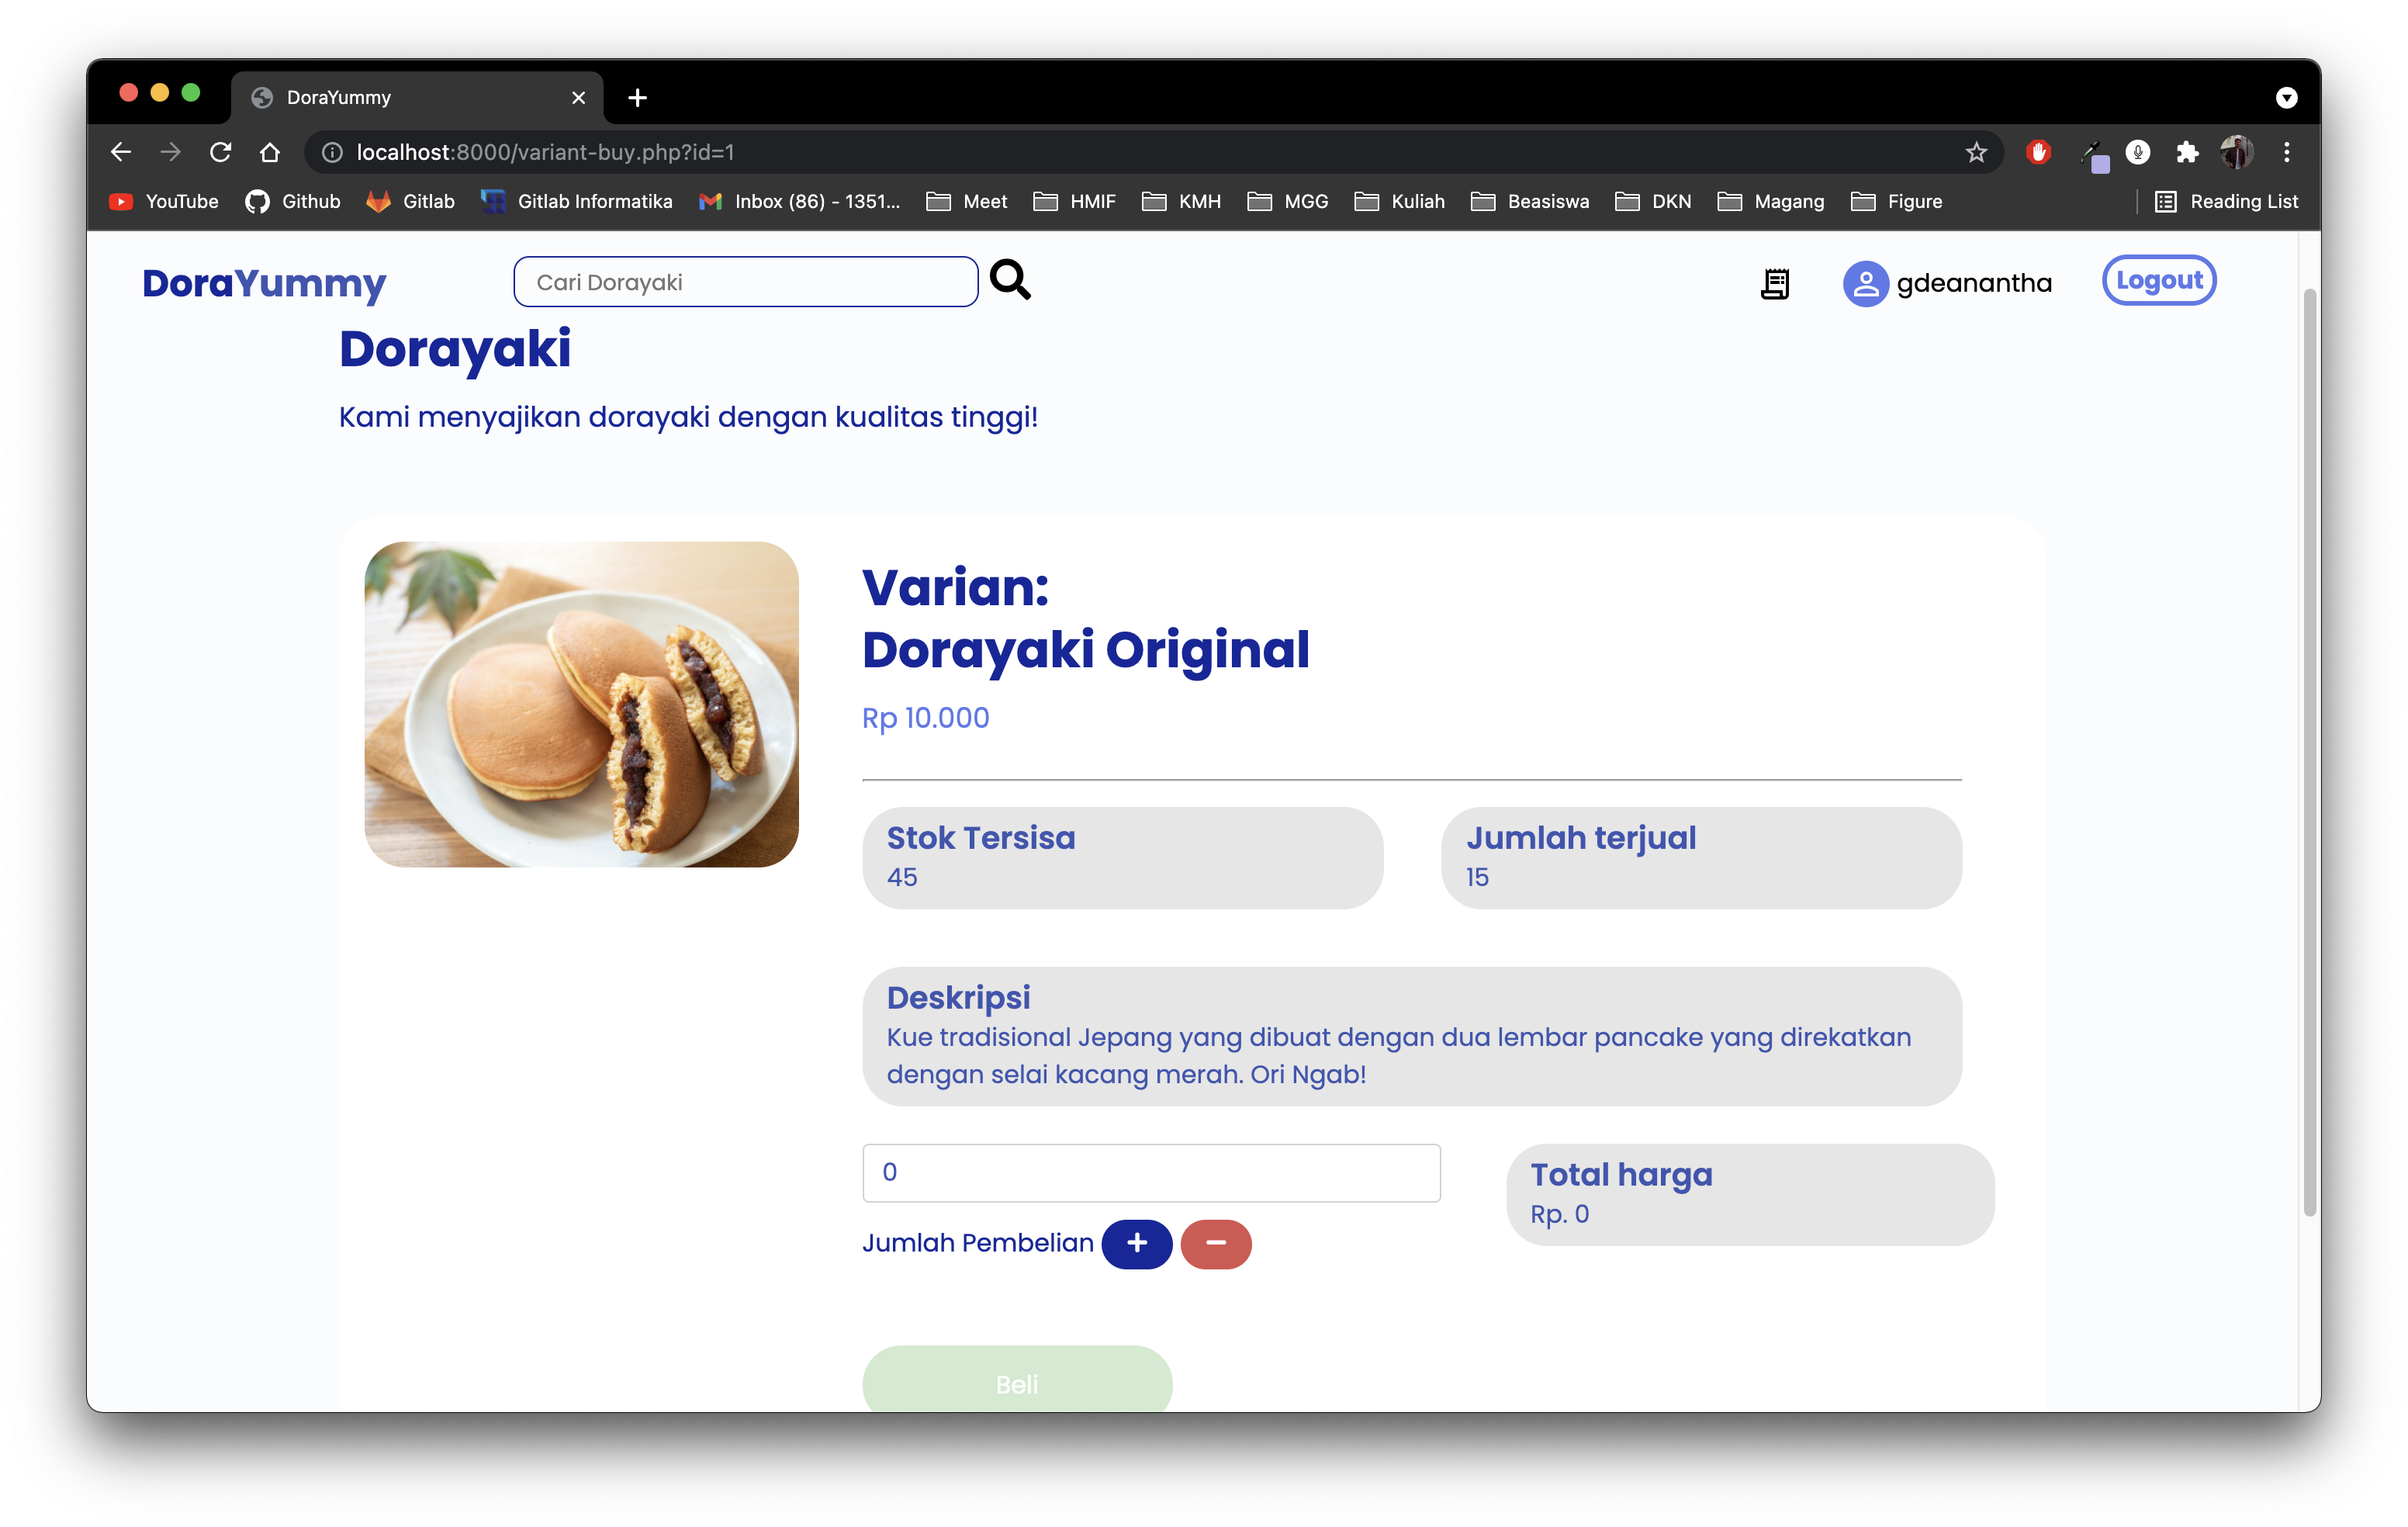 DoraYummy
localhost:8000/variant-buy.php?id=1
YouTube Github Gitlab Gitlab Informatika Inbox (86) - 1351... Meet HMIF KMH MGG Kuliah Beasiswa DKN Magang Figure Reading List
DoraYummy Cari Dorayaki gdeanantha Logout
Dorayaki
Kami menyajikan dorayaki dengan kualitas tinggi!
Varian:
Dorayaki Original
Rp 10.000
Stok Tersisa
45
Jumlah terjual
15
Deskripsi
Kue tradisional Jepang yang dibuat dengan dua lembar pancake yang direkatkan
dengan selai kacang merah. Ori Ngab!
0
Jumlah Pembelian + −
Total harga
Rp. 0
Beli